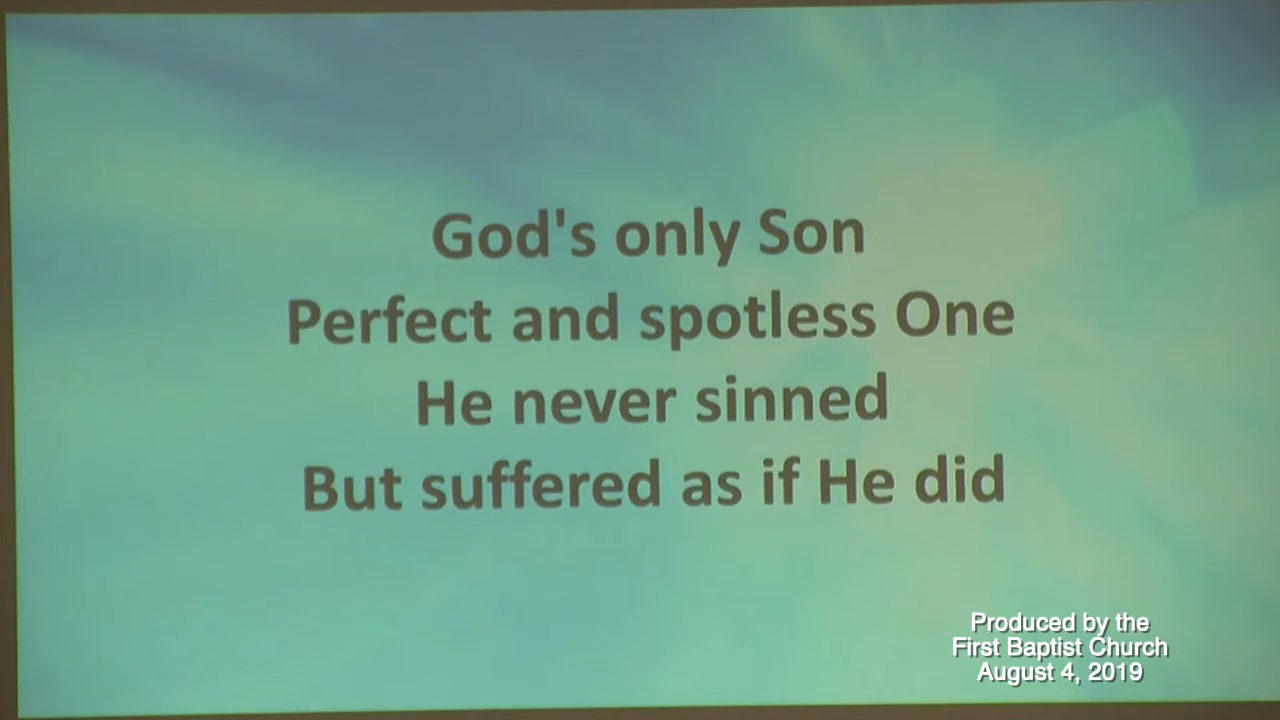 God's only Son
Perfect and spotless One
He never sinned
But suffered as if He did
Produced by the
First Baptist Church
August 4, 2019